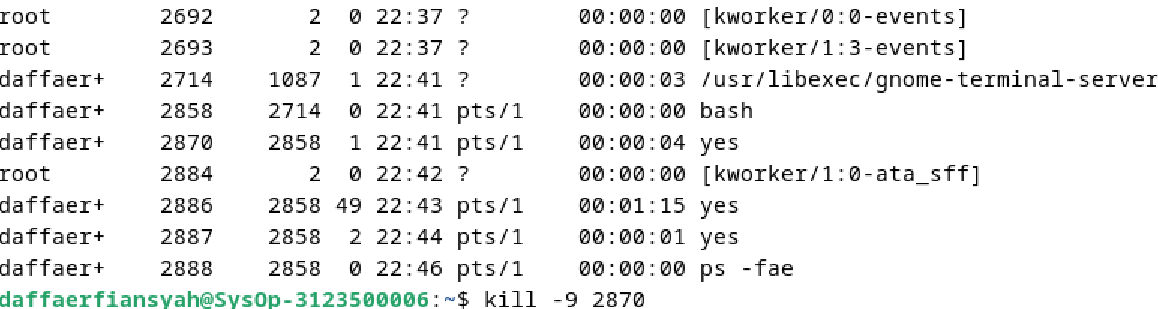 root 2692 2 0 22:37 ? 00:00:00 [kworker/0:0-events]
root 2693 2 0 22:37 ? 00:00:00 [kworker/1:3-events]
daffaer+ 2714 1087 1 22:41 ? 00:00:03 /usr/libexec/gnome-terminal-server
daffaer+ 2858 2714 0 22:41 pts/1 00:00:00 bash
daffaer+ 2870 2858 1 22:41 pts/1 00:00:04 yes
root 2884 2 0 22:42 ? 00:00:00 [kworker/1:0-ata_sff]
daffaer+ 2886 2858 49 22:43 pts/1 00:01:15 yes
daffaer+ 2887 2858 2 22:44 pts/1 00:00:01 yes
daffaer+ 2888 2858 0 22:46 pts/1 00:00:00 ps -fae
daffaerfiansyah@SysOp-3123500006:~$ kill -9 2870